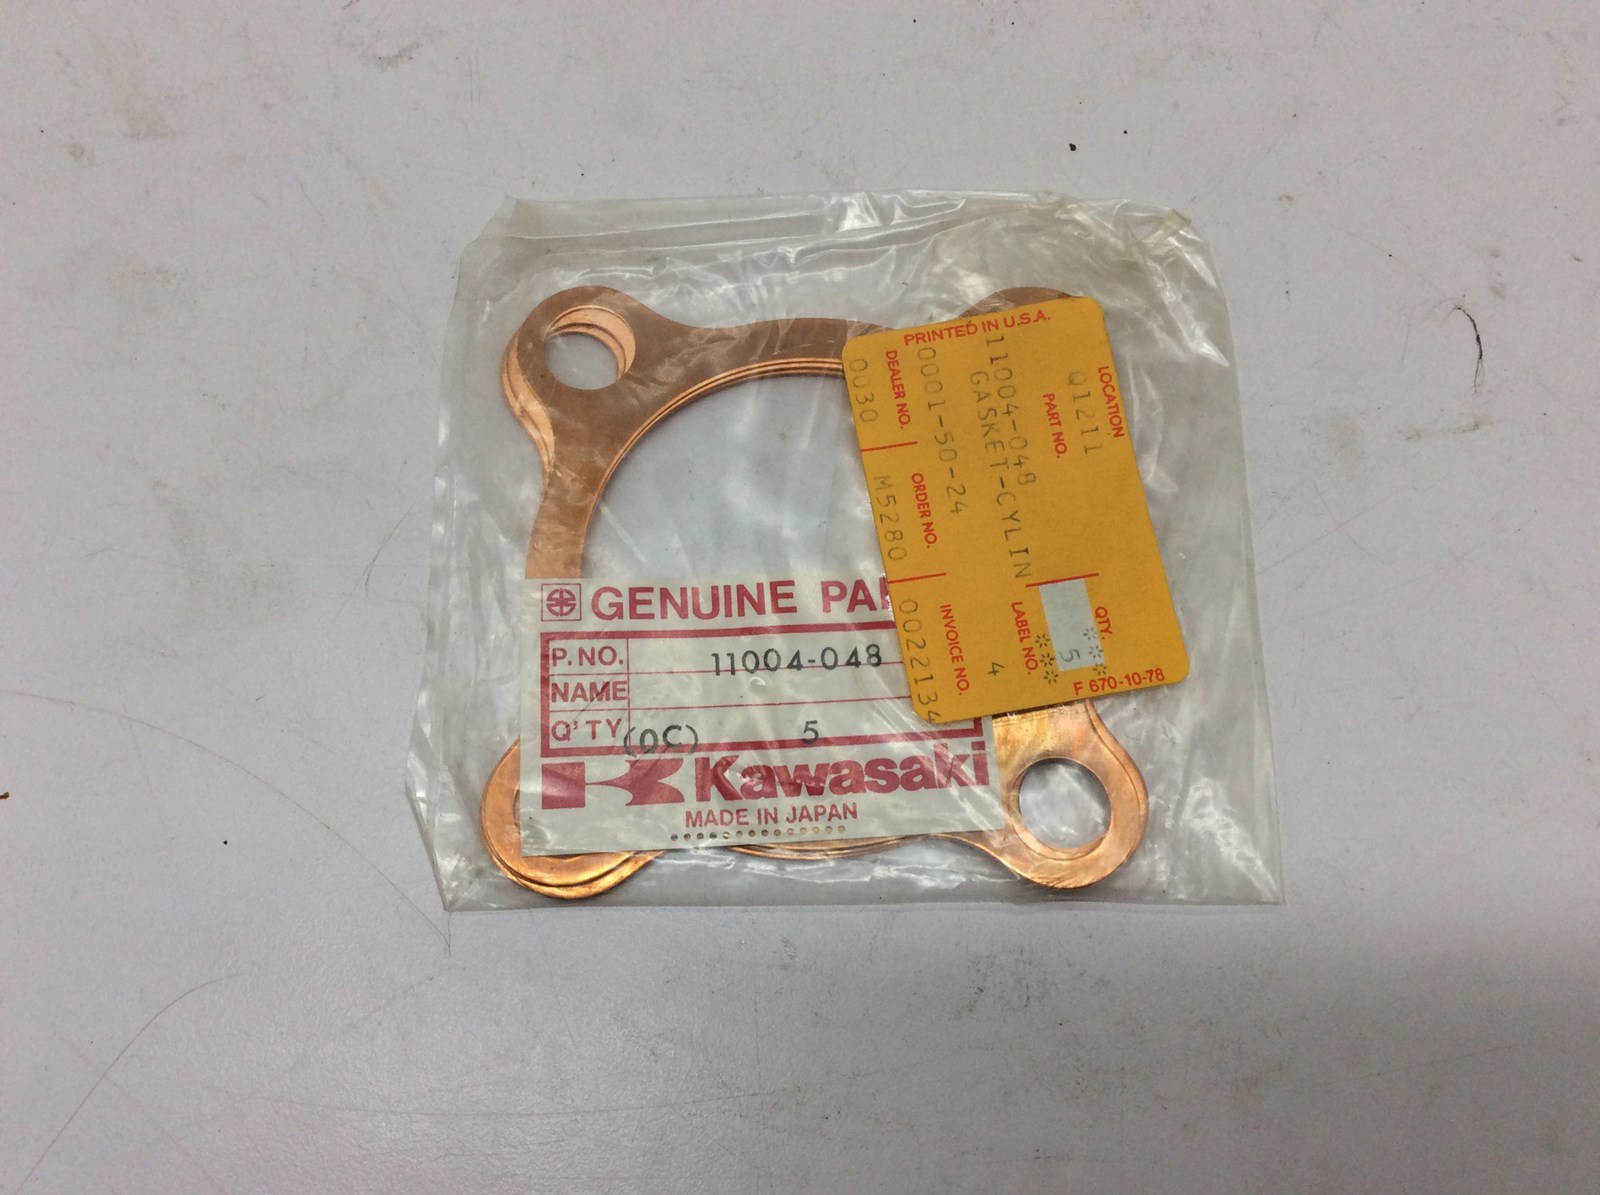 GENUINE PAR
P.NO. 11004-048
NAME
Q'TY (0C) 5
Kawasaki
MADE IN JAPAN
PRINTED IN U.S.A.
LOCATION
Q1211
PART NO.
11004-048
GASKET-CYLIN
0001-50-24
DEALER NO.
0030
ORDER NO.
M5280
INVOICE NO.
0022134
LABEL NO.
4
QTY.
5
***
***
F 670-10-78